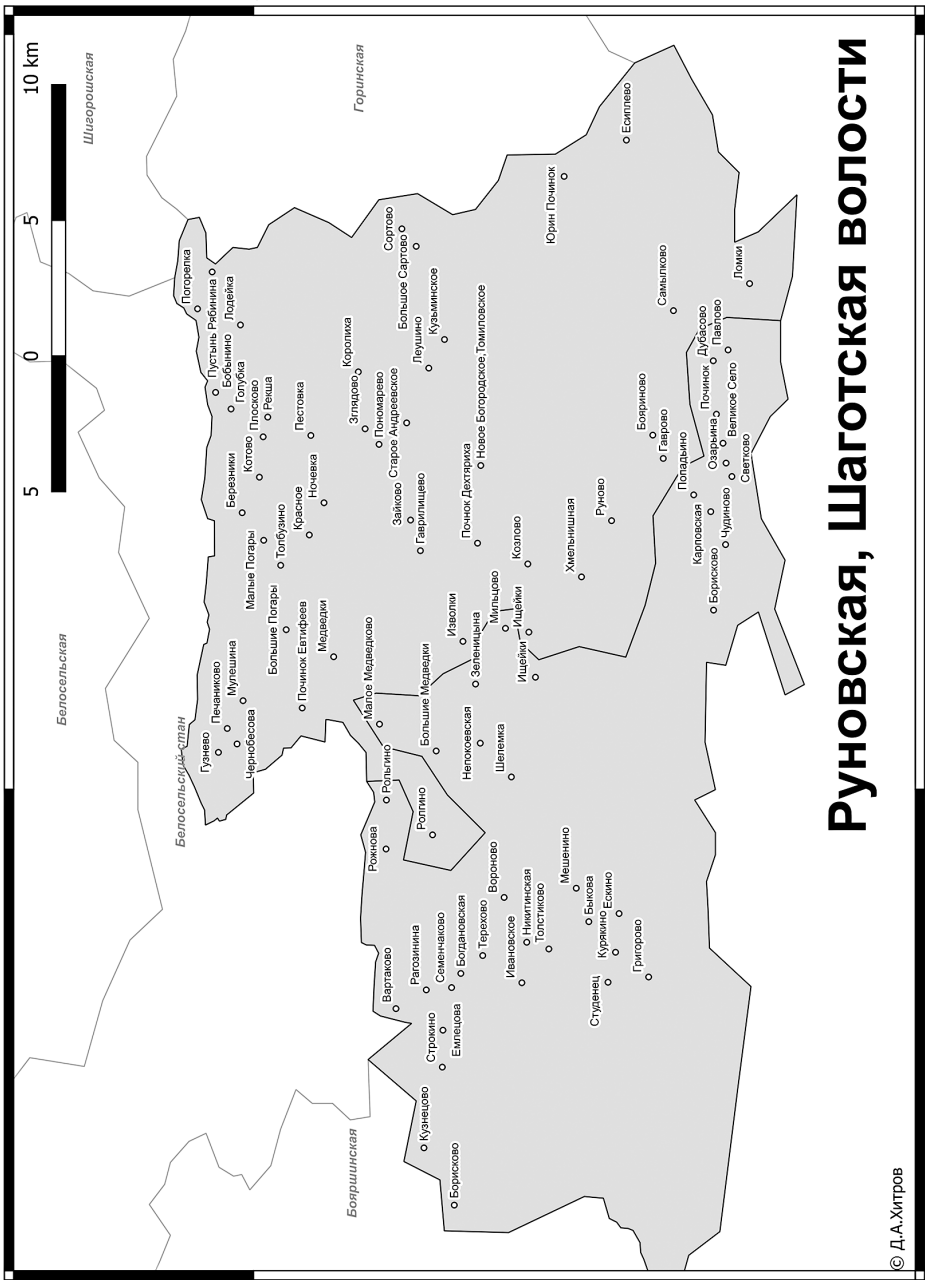 Руновская, Шаготская волости
10 km
5
0
5
Шигорошская
Горинская
Белосельская
Белосельский стан
Бояршинская
Погорелка
Пустынь Рябинина
Лодейка
Бобынино
Голубка
Рекша
Плосково
Котово
Березники
Пестовка
Ночевка
Красное
Малые Погары
Толбузино
Большие Погары
Починок Евтифеев
Медведки
Мулешина
Печаниково
Гузнево
Чернобесова
Сортово
Большое Сартово
Кузьминское
Леушино
Коропиха
Зглядово
Пономарево
Старое Андреевское
Зайково
Гаврилищево
Новое Богородское,Томиловское
Почнок Дехтяриха
Юрин Починок
Есиплево
Самылково
Ломки
Дубасово
Павлово
Починок
Великое Село
Озарьина
Светково
Бояриново
Гаврово
Попадьино
Карповская
Чудиново
Борисково
Руново
Хмельнишная
Козлово
Мильцово
Ищейки
Ищейки
Изволки
Зеленицына
Малое Медведково
Большие Медведки
Непокоевская
Шелемка
Рольгино
Ролгино
Рожнова
Вороново
Мешенино
Быкова
Ескино
Курякино
Григорово
Студенец
Никитинская
Толстиково
Ивановское
Терехово
Богдановская
Семенчаково
Рагозинина
Вартаково
Строкино
Емлецова
Кузнецово
Борисково
© Д.А.Хитров